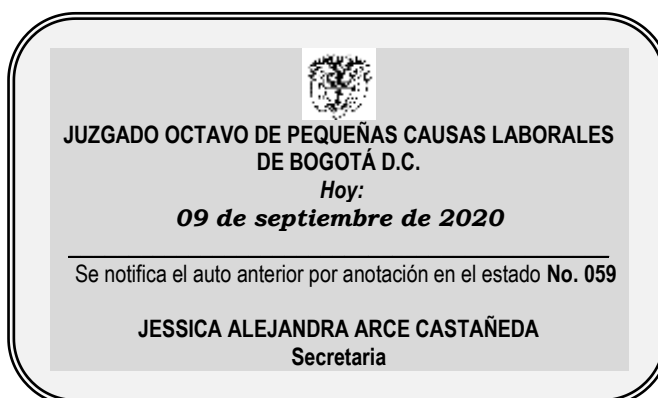 JUZGADO OCTAVO DE PEQUEÑAS CAUSAS LABORALES
DE BOGOTÁ D.C.
Hoy:
09 de septiembre de 2020
Se notifica el auto anterior por anotación en el estado No. 059
JESSICA ALEJANDRA ARCE CASTAÑEDA
Secretaria